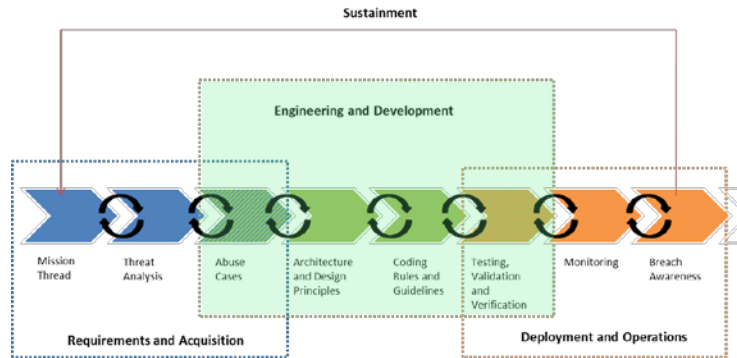 Sustainment
Engineering and Development
Mission
Thread
Threat
Analysis
Abuse
Cases
Architecture
and Design
Principles
Coding
Rules and
Guidelines
Testing,
Validation
and
Verification
Monitoring
Breach
Awareness
Requirements and Acquisition
Deployment and Operations